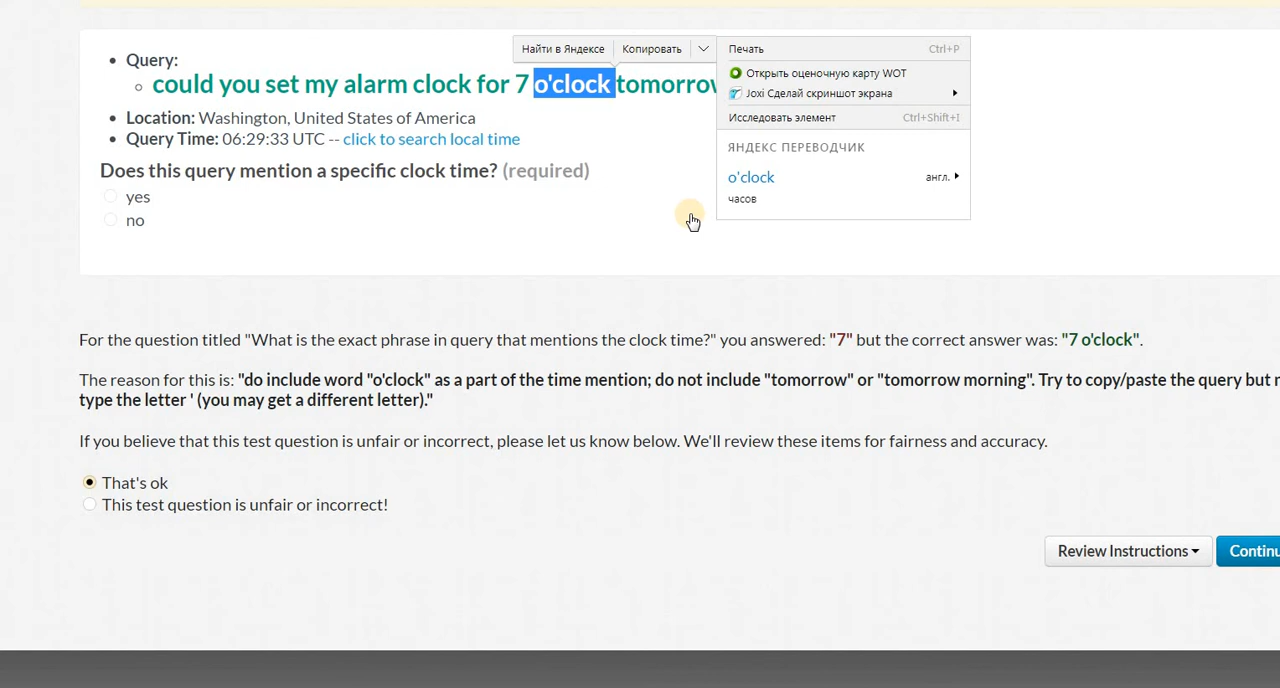 Query:
could you set my alarm clock for 7 o'clock tomorrow
Location: Washington, United States of America
Query Time: 06:29:33 UTC -- click to search local time
Does this query mention a specific clock time? (required)
yes
no
Найти в Яндексе Копировать
Печать Ctrl+P
Открыть оценочную карту WOT
Joxi Сделай скриншот экрана
Исследовать элемент Ctrl+Shift+I
ЯНДЕКС ПЕРЕВОДЧИК
o'clock англ.
часов
For the question titled "What is the exact phrase in query that mentions the clock time?" you answered: "7" but the correct answer was: "7 o'clock".
The reason for this is: "do include word "o'clock" as a part of the time mention; do not include "tomorrow" or "tomorrow morning". Try to copy/paste the query but
type the letter ' (you may get a different letter)."
If you believe that this test question is unfair or incorrect, please let us know below. We'll review these items for fairness and accuracy.
That's ok
This test question is unfair or incorrect!
Review Instructions
Continu